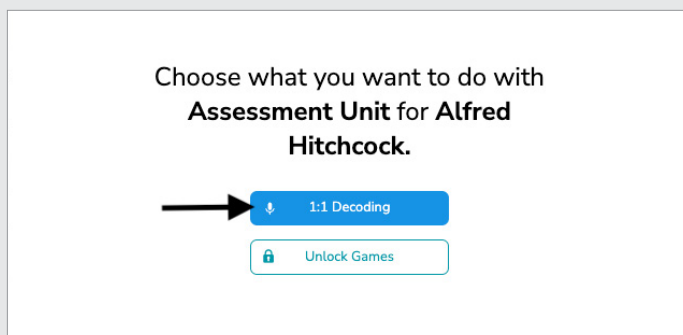 Choose what you want to do with
Assessment Unit for Alfred
Hitchcock.
1:1 Decoding
Unlock Games